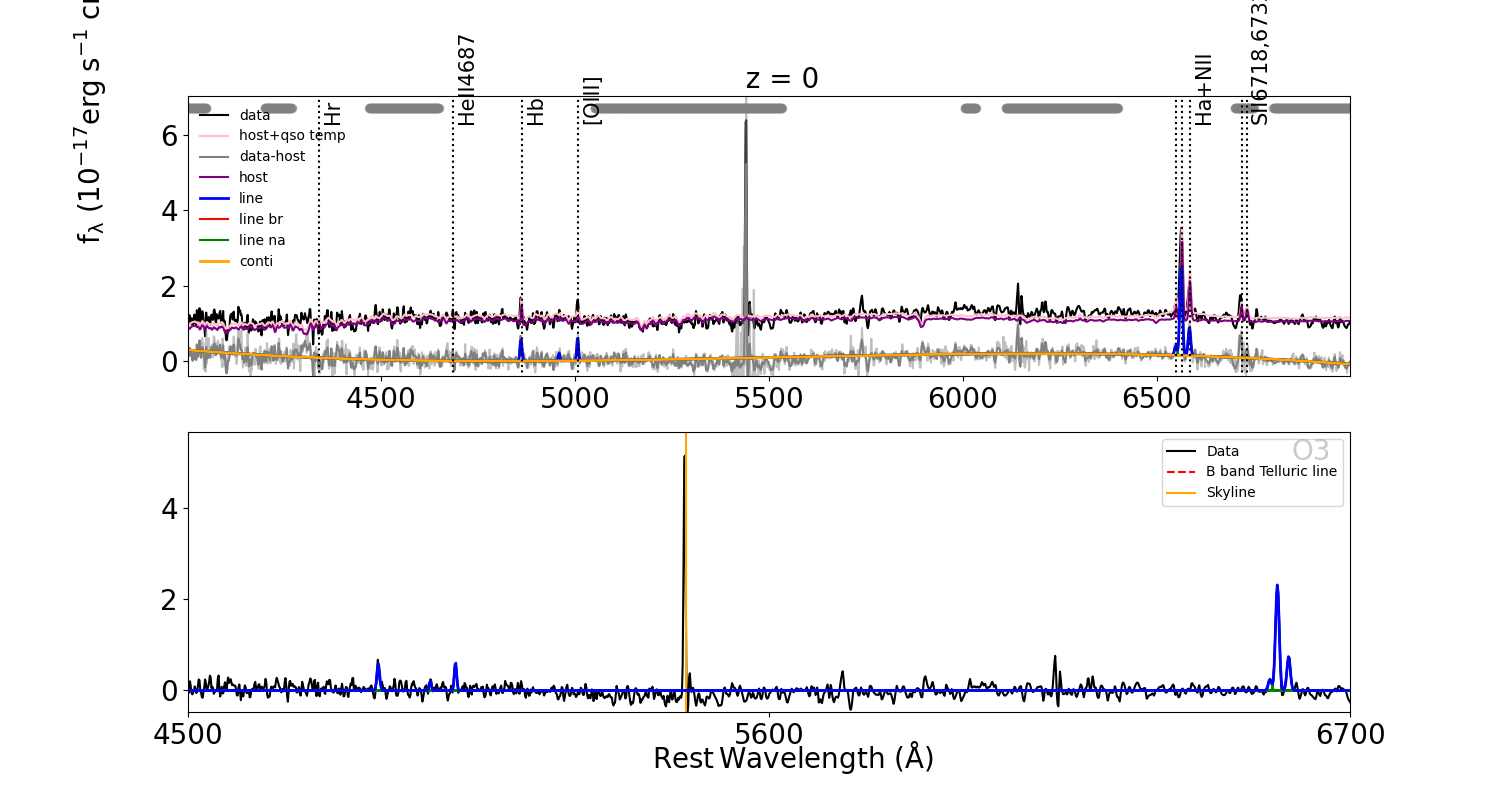 z = 0
Hr
HeII4687
Hb
[OIII]
Ha+NII
data
host+qso temp
data-host
host
line
line br
line na
conti
6
4
2
0
4500
5000
5500
6000
6500
O3
Data
B band Telluric line
Skyline
4
2
0
4500
5600
6700
Rest Wavelength (Å)